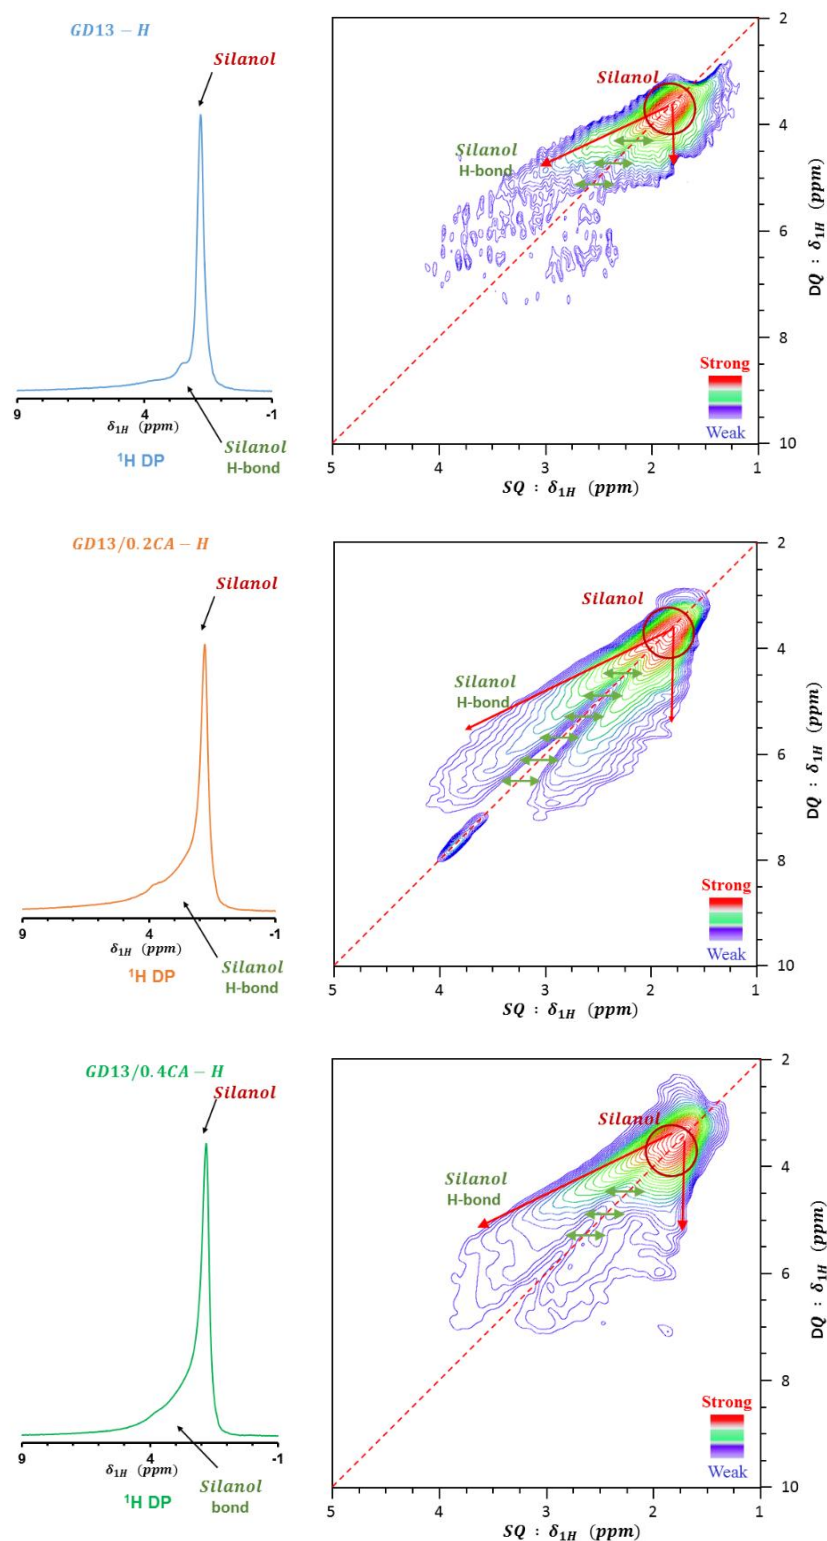 GD13 − H
Silanol
9
4
-1
δ1H (ppm)
¹H DP
Silanol
H-bond
Silanol
Silanol
H-bond
Strong
Weak
2
4
6
8
10
DQ : δ1H (ppm)
5
4
3
2
1
SQ : δ1H (ppm)
GD13/0.2CA − H
Silanol
9
4
-1
δ1H (ppm)
¹H DP
Silanol
H-bond
Silanol
Silanol
H-bond
Strong
Weak
2
4
6
8
10
DQ : δ1H (ppm)
5
4
3
2
1
SQ : δ1H (ppm)
GD13/0.4CA − H
Silanol
9
4
-1
δ1H (ppm)
¹H DP
Silanol
bond
Silanol
Silanol
H-bond
Strong
Weak
2
4
6
8
10
DQ : δ1H (ppm)
5
4
3
2
1
SQ : δ1H (ppm)